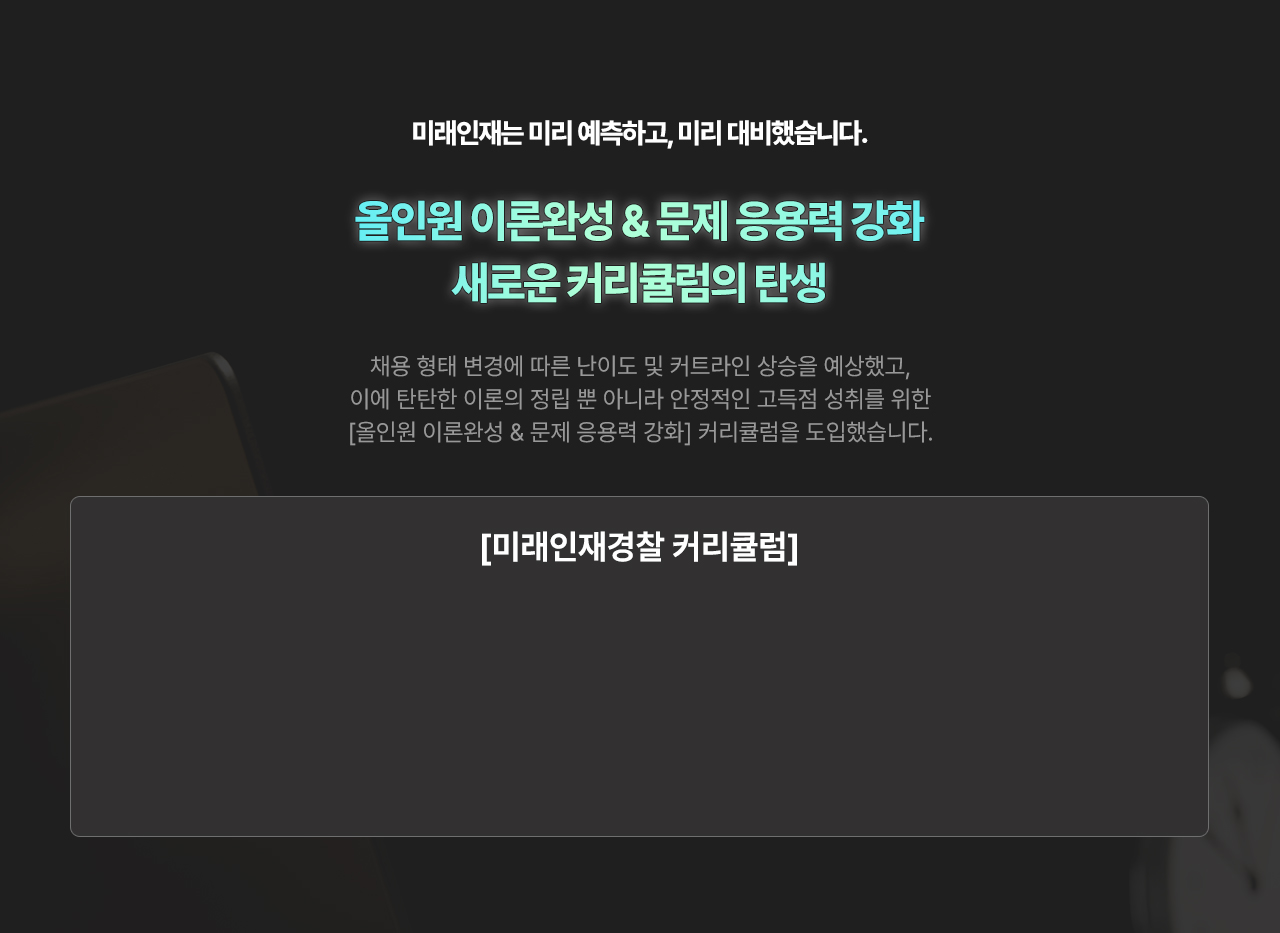 미래인재는 미리 예측하고, 미리 대비했습니다.
올인원 이론완성 & 문제 응용력 강화
새로운 커리큘럼의 탄생
채용 형태 변경에 따른 난이도 및 커트라인 상승을 예상했고,
이에 탄탄한 이론의 정립 뿐 아니라 안정적인 고득점 성취를 위한
[올인원 이론완성 & 문제 응용력 강화] 커리큘럼을 도입했습니다.
[미래인재경찰 커리큘럼]